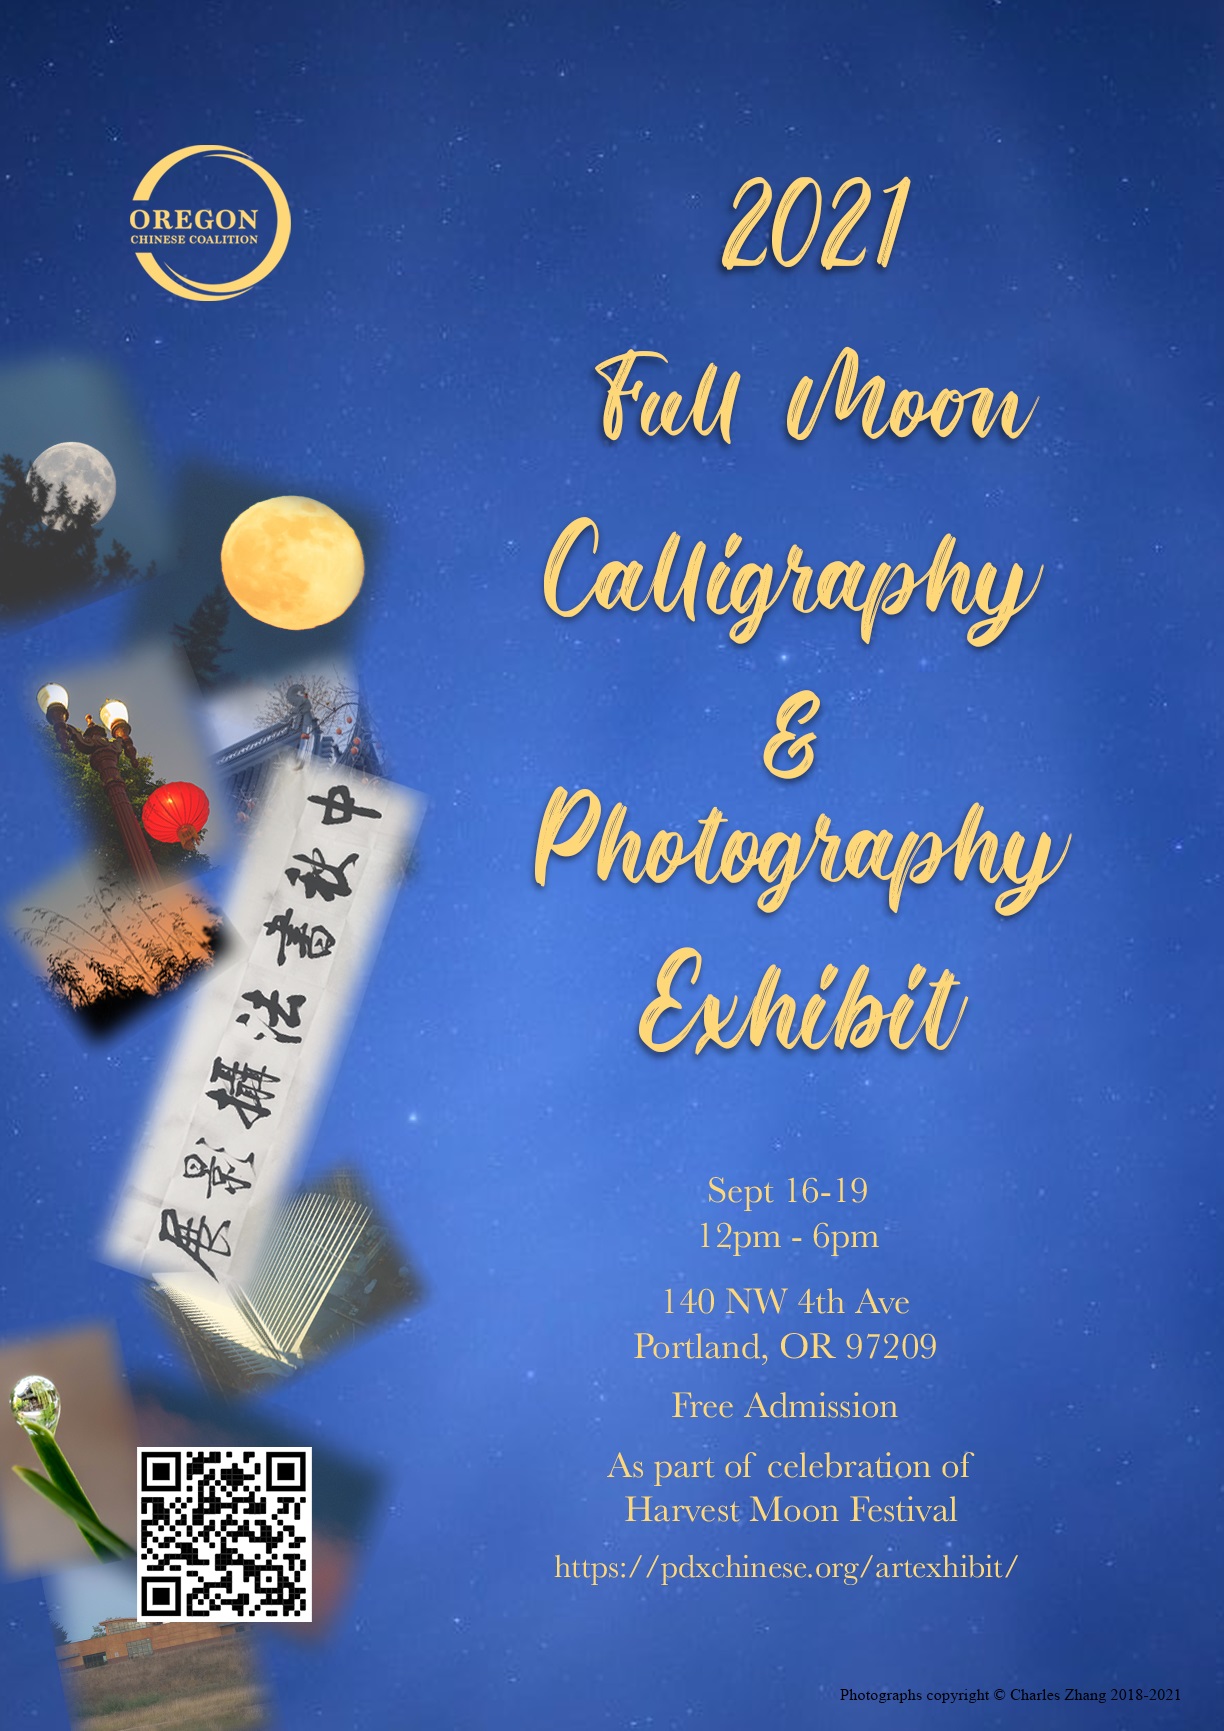 OREGON
CHINESE COALITION
2021
Full Moon
Calligraphy
&
Photography
Exhibit
中秋書法攝影展
Sept 16-19
12pm - 6pm
140 NW 4th Ave
Portland, OR 97209
Free Admission
As part of celebration of
Harvest Moon Festival
https://pdxchinese.org/artexhibit/
Photographs copyright © Charles Zhang 2018-2021